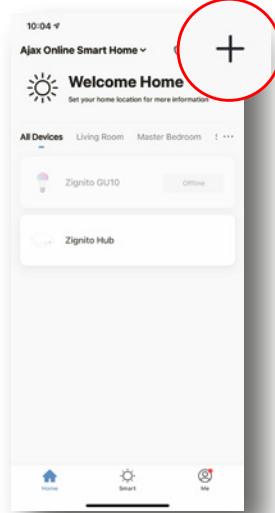 10:04
Ajax Online Smart Home
Welcome Home
Set your home location for more information
All Devices Living Room Master Bedroom
Zignito GU10 Offline
Zignito Hub
Home Smart Me